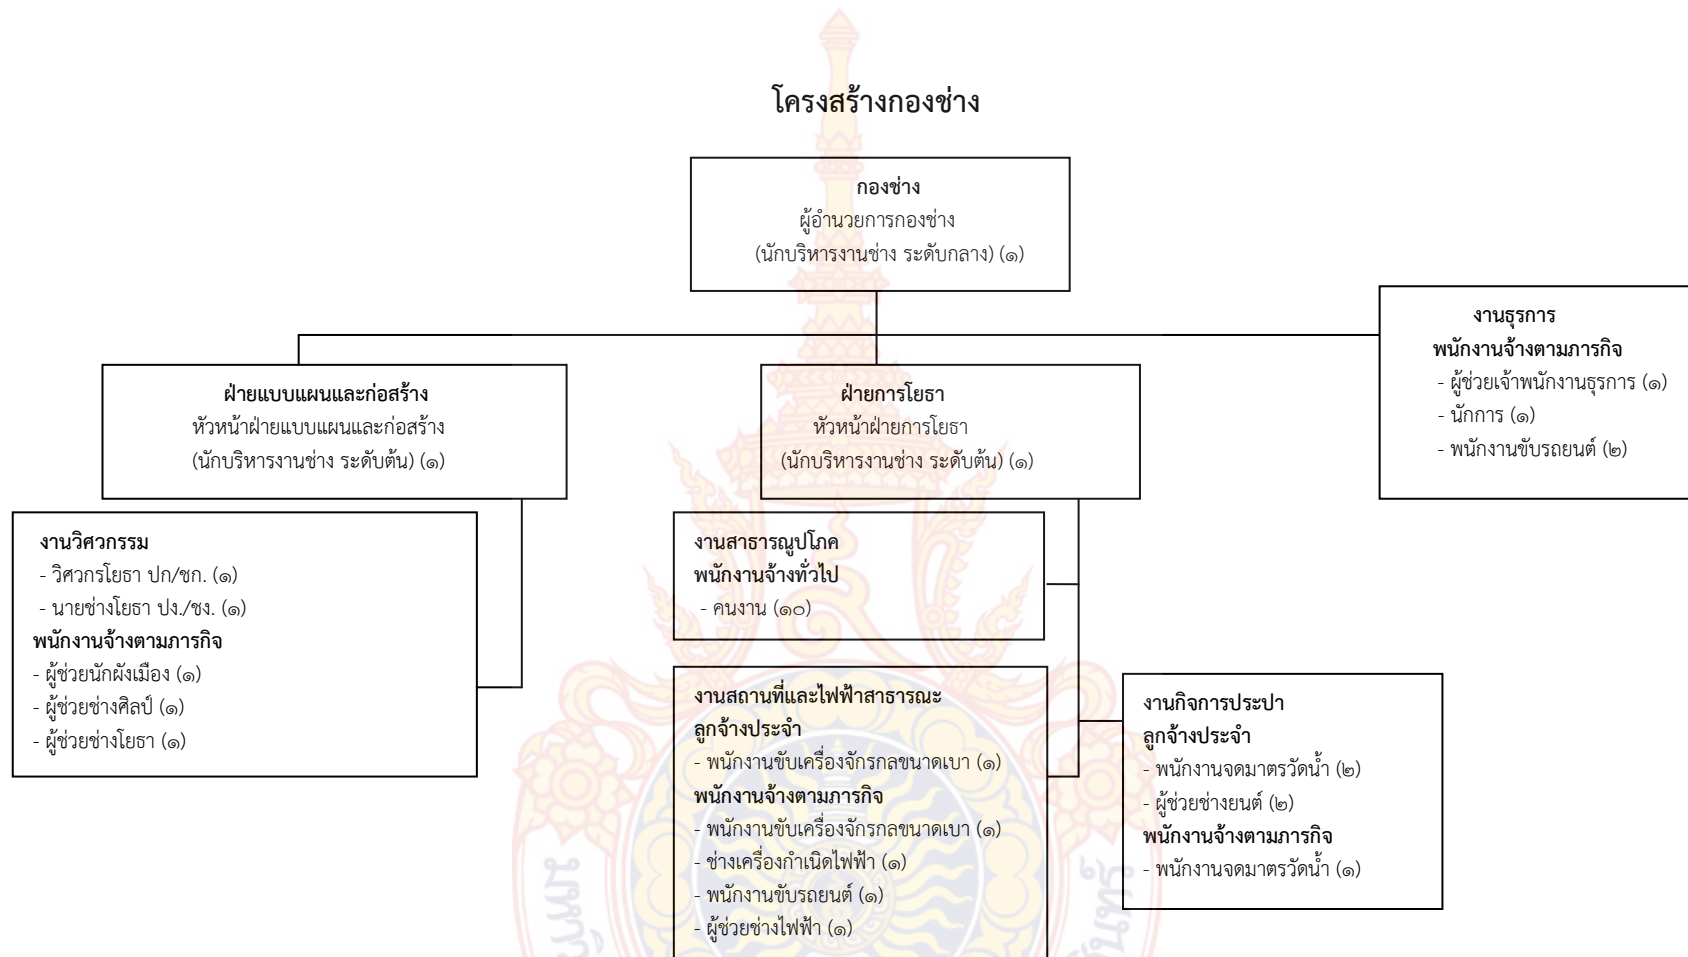 โครงสร้างกองช่าง
กองช่าง
ผู้อำนวยการกองช่าง
(นักบริหารงานช่าง ระดับกลาง) (๑)
งานธุรการ
พนักงานจ้างตามภารกิจ
- ผู้ช่วยเจ้าพนักงานธุรการ (๑)
- นักการ (๑)
- พนักงานขับรถยนต์ (๒)
ฝ่ายแบบแผนและก่อสร้าง
หัวหน้าฝ่ายแบบแผนและก่อสร้าง
(นักบริหารงานช่าง ระดับต้น) (๑)
ฝ่ายการโยธา
หัวหน้าฝ่ายการโยธา
(นักบริหารงานช่าง ระดับต้น) (๑)
งานวิศวกรรม
- วิศวกรโยธา ปก/ชก. (๑)
- นายช่างโยธา ปง./ชง. (๑)
พนักงานจ้างตามภารกิจ
- ผู้ช่วยนักผังเมือง (๑)
- ผู้ช่วยช่างศิลป์ (๑)
- ผู้ช่วยช่างโยธา (๑)
งานสาธารณูปโภค
พนักงานจ้างทั่วไป
- คนงาน (๑๐)
งานสถานที่และไฟฟ้าสาธารณะ
ลูกจ้างประจำ
- พนักงานขับเครื่องจักรกลขนาดเบา (๑)
พนักงานจ้างตามภารกิจ
- พนักงานขับเครื่องจักรกลขนาดเบา (๑)
- ช่างเครื่องกำเนิดไฟฟ้า (๑)
- พนักงานขับรถยนต์ (๑)
- ผู้ช่วยช่างไฟฟ้า (๑)
งานกิจการประปา
ลูกจ้างประจำ
- พนักงานจดมาตรวัดน้ำ (๒)
- ผู้ช่วยช่างยนต์ (๒)
พนักงานจ้างตามภารกิจ
- พนักงานจดมาตรวัดน้ำ (๑)